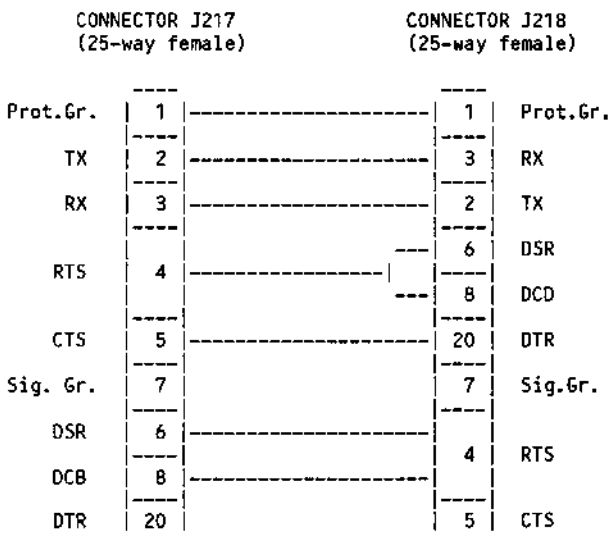 CONNECTOR J217 CONNECTOR J218
(25-way female) (25-way female)
Prot.Gr. 1 1 Prot.Gr.
TX 2 3 RX
RX 3 2 TX
6 DSR
RTS 4
8 DCD
CTS 5 20 DTR
Sig. Gr. 7 7 Sig.Gr.
DSR 6
4 RTS
DCB 8
DTR 20 5 CTS